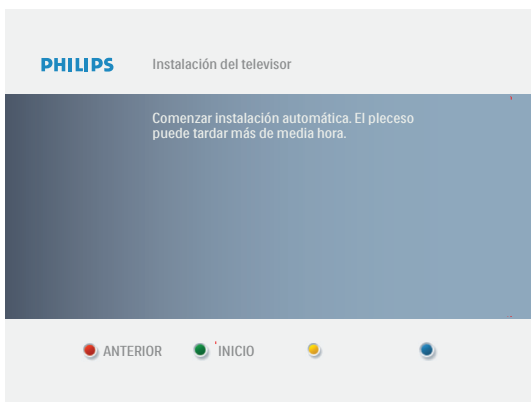 PHILIPS
Instalación del televisor
Comenzar instalación automática. El pleceso
puede tardar más de media hora.
ANTERIOR
INICIO